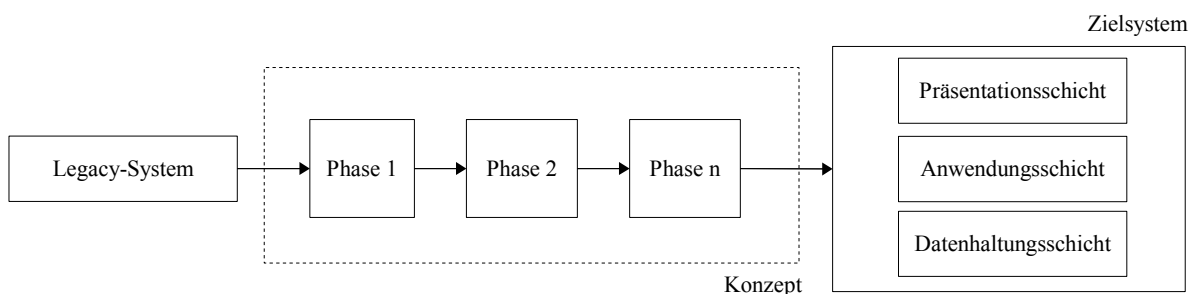 Zielsystem
Präsentationsschicht
Legacy-System
Phase 1
Phase 2
Phase n
Anwendungsschicht
Datenhaltungsschicht
Konzept